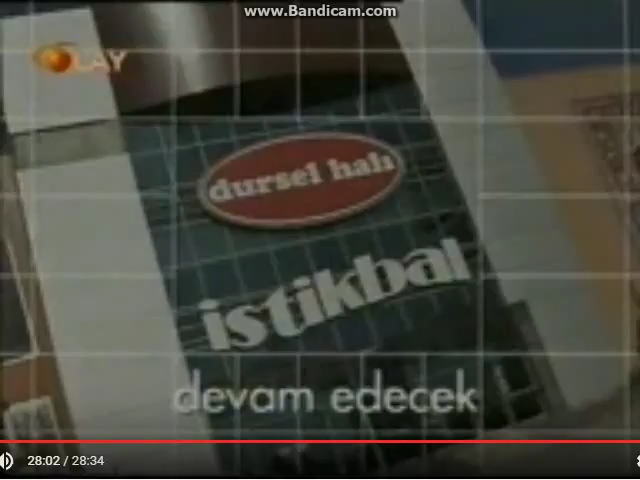 www.Bandicam.com
OLAY
dursel halı
istikbal
devam edecek
28:02 / 28:34